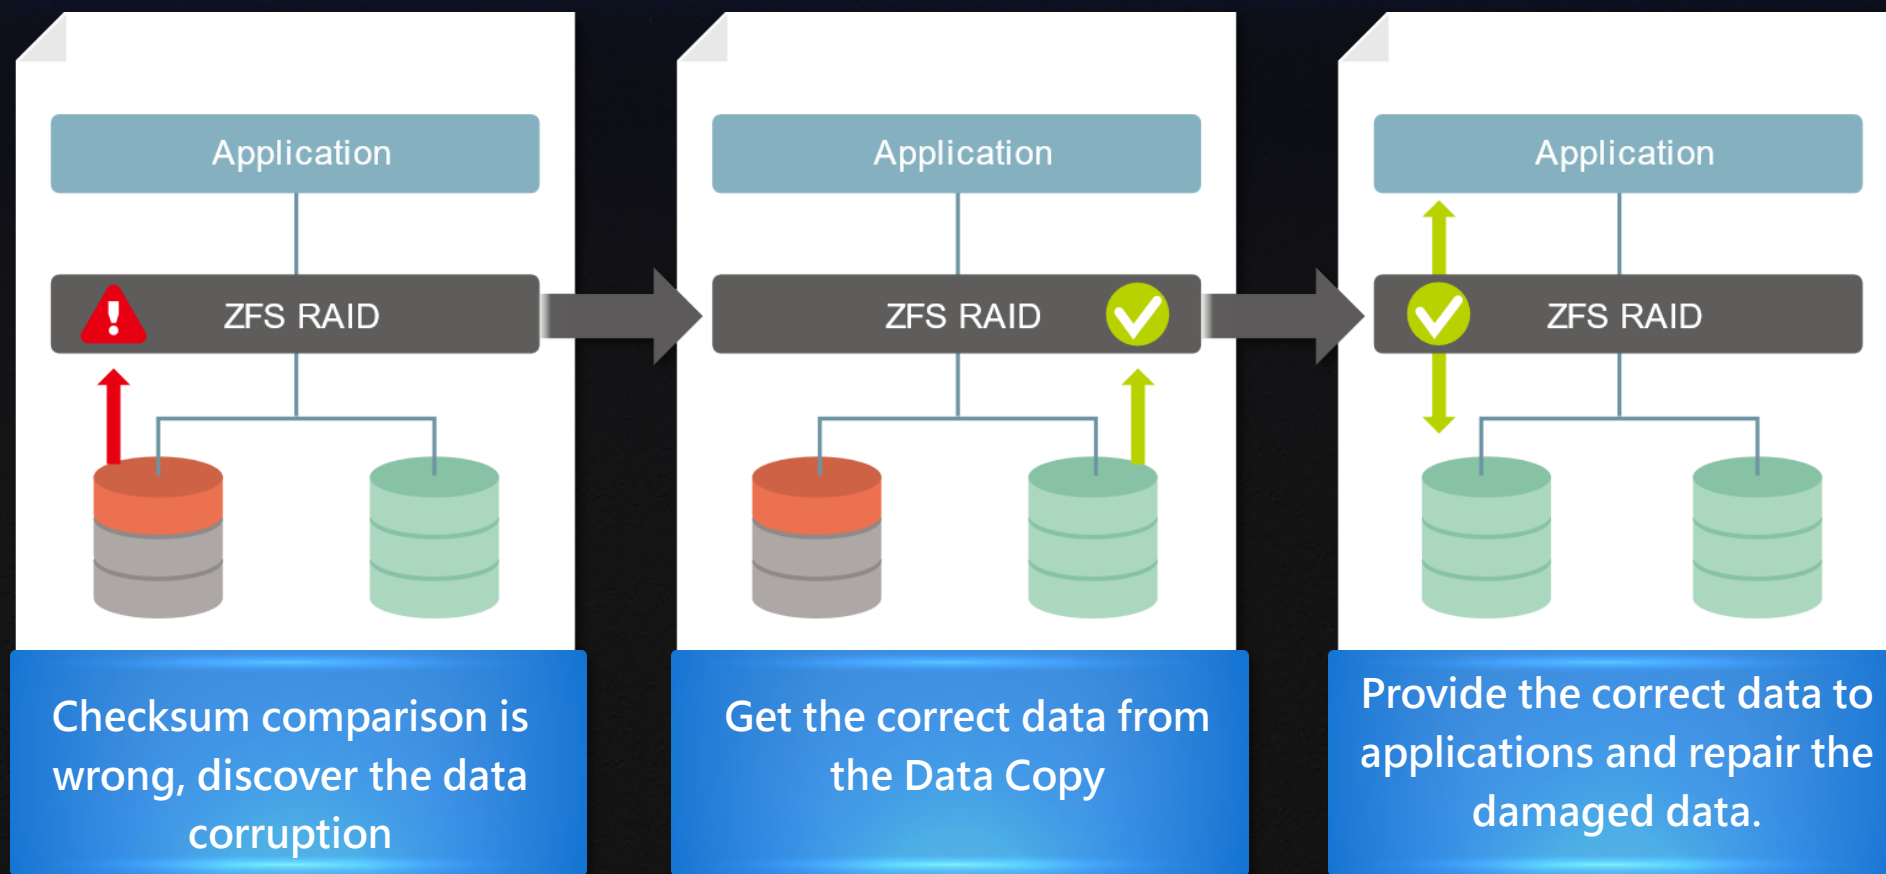 Application
ZFS RAID
Checksum comparison is
wrong, discover the data
corruption
Application
ZFS RAID
Get the correct data from
the Data Copy
Application
ZFS RAID
Provide the correct data to
applications and repair the
damaged data.